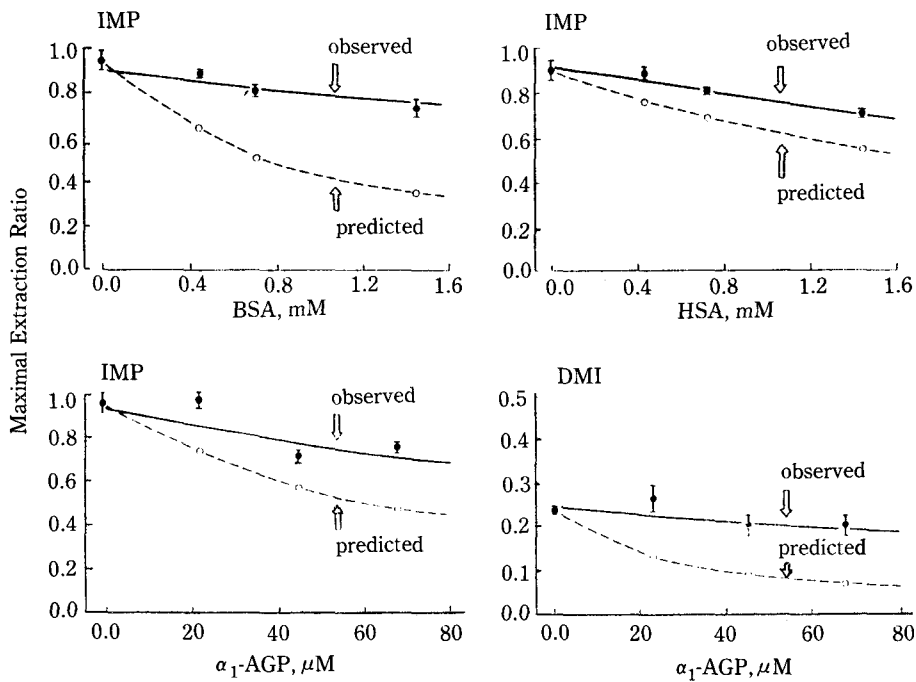 Maximal Extraction Ratio
IMP
1.0
0.8
0.6
0.4
0.2
0.0
observed
predicted
0.0 0.4 0.8 1.2 1.6
BSA, mM
IMP
1.0
0.8
0.6
0.4
0.2
0.0
observed
predicted
0.0 0.4 0.8 1.2 1.6
HSA, mM
IMP
1.0
0.8
0.6
0.4
0.2
0.0
observed
predicted
0.0 20 40 60 80
α₁-AGP, μM
DMI
0.5
0.4
0.3
0.2
0.1
0.0
observed
predicted
0.0 20 40 60 80
α₁-AGP, μM